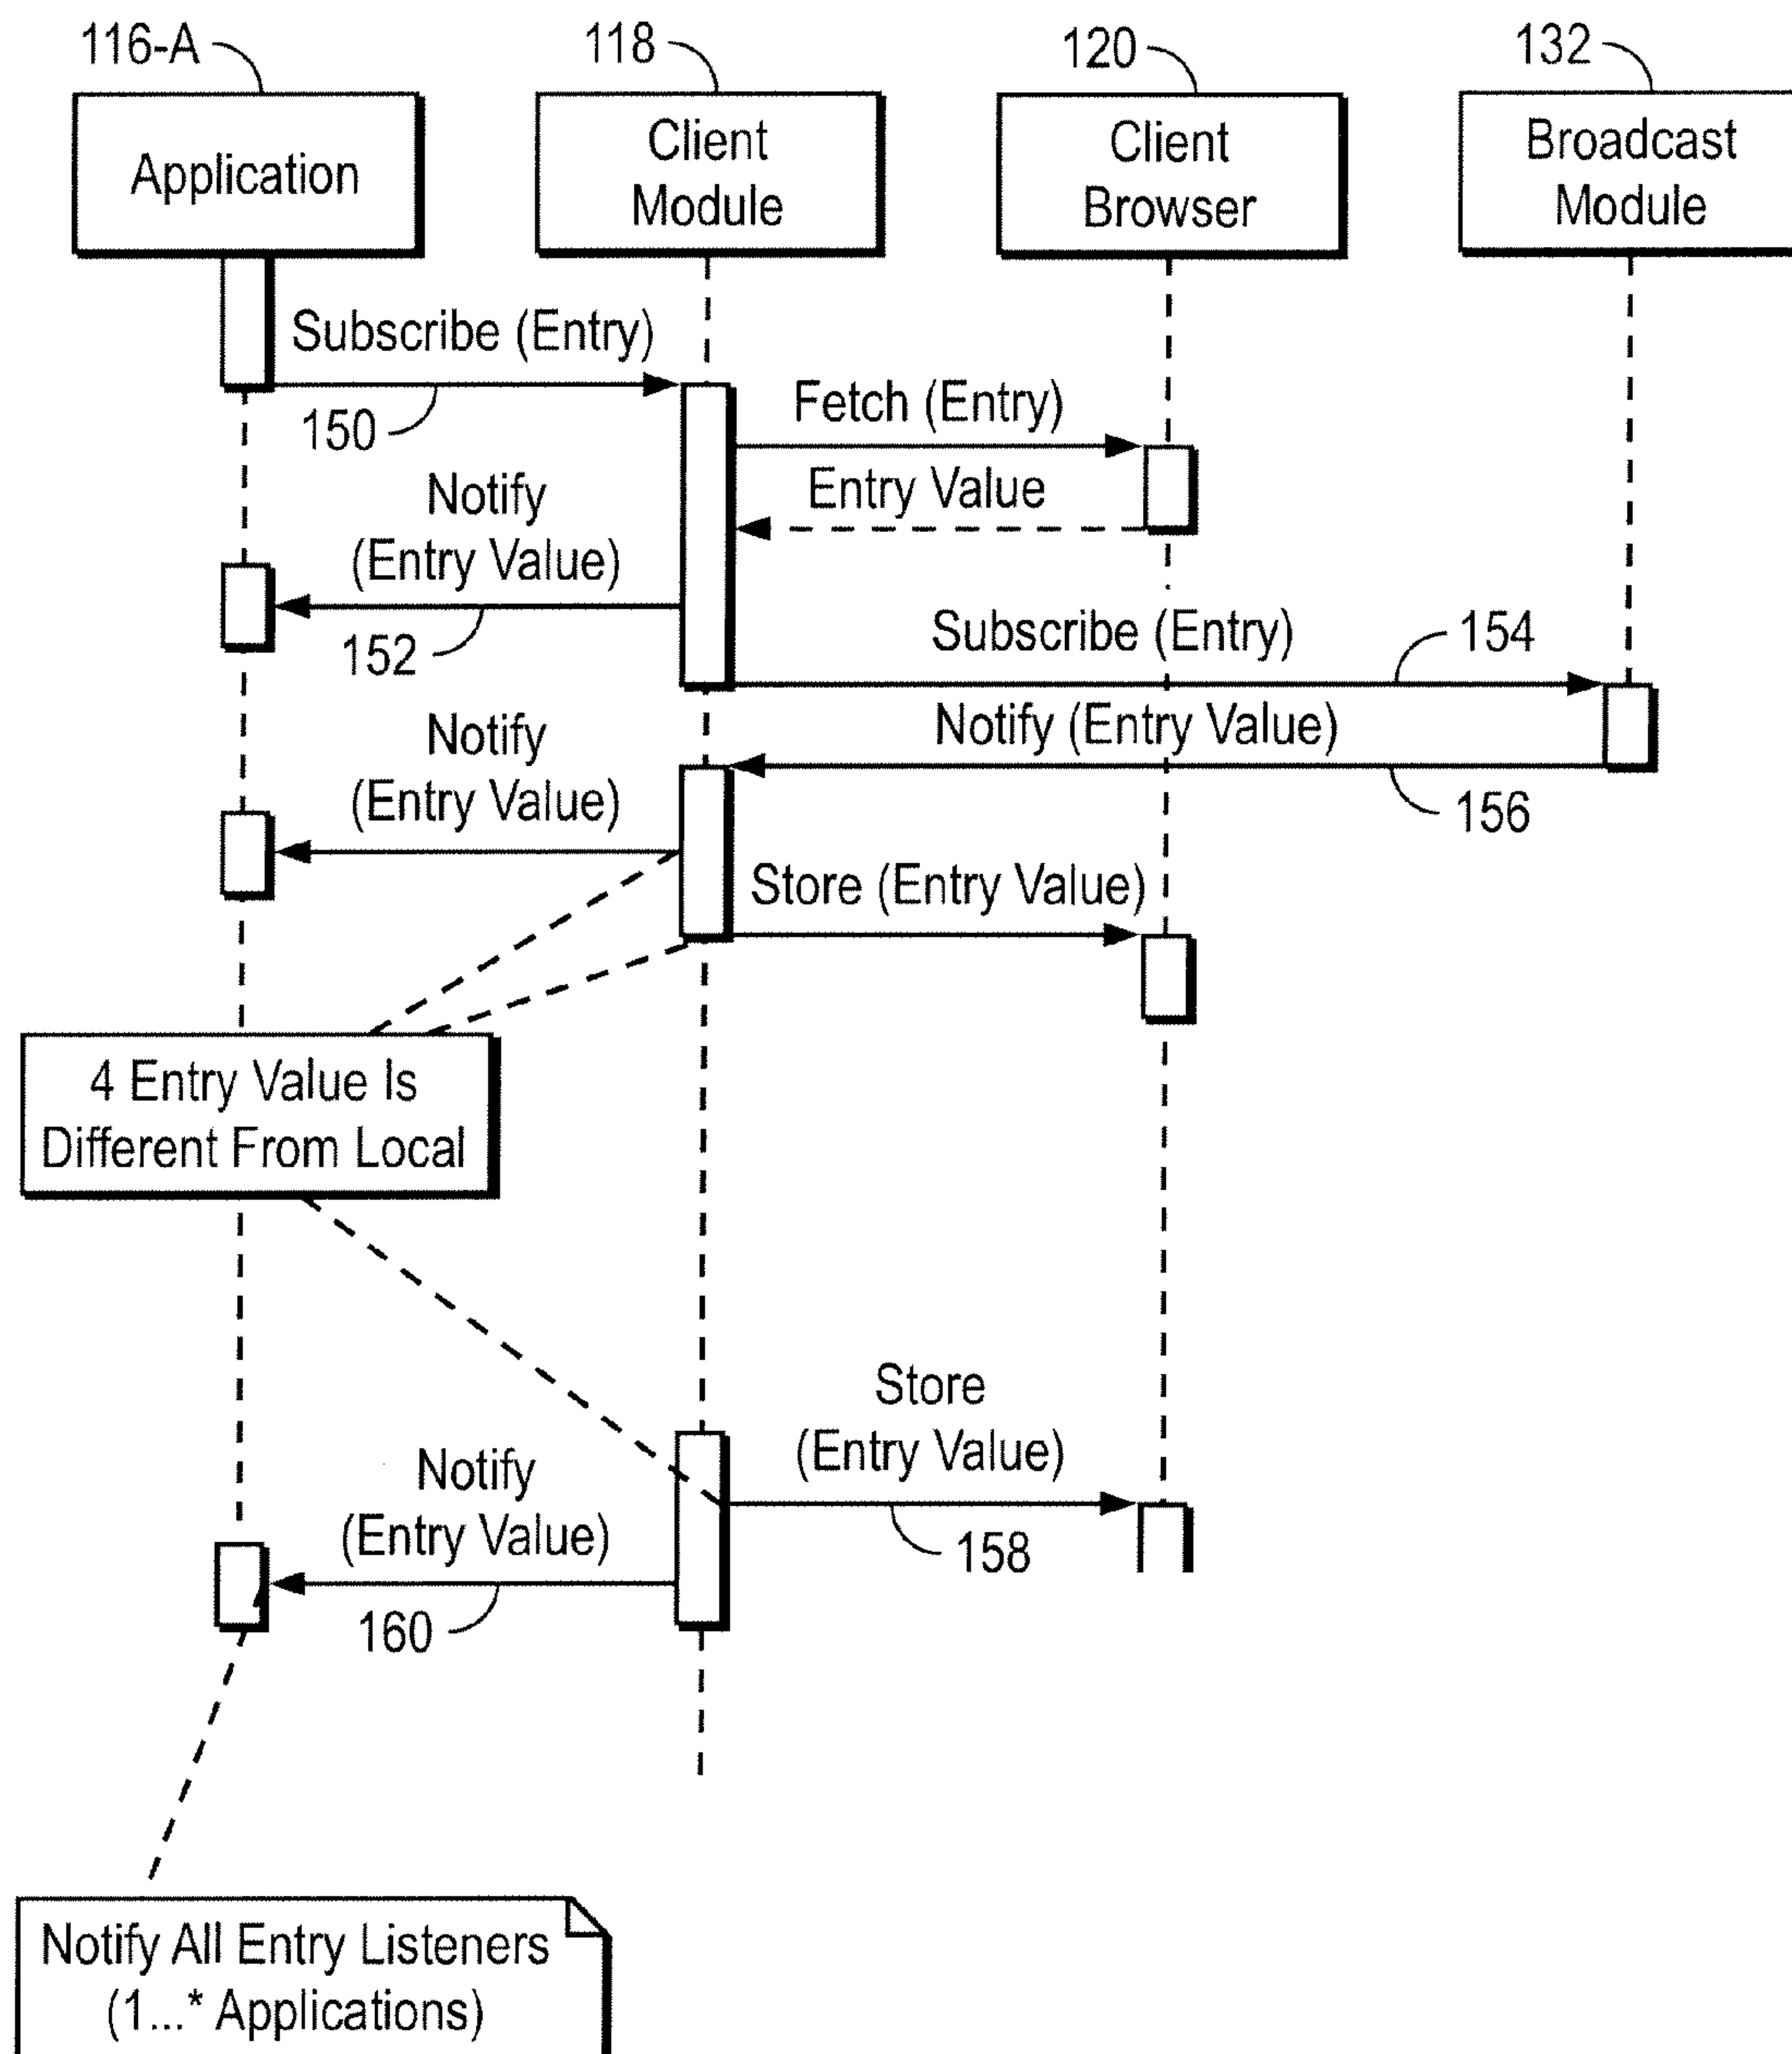 116-A
118
120
132
Application
Client
Module
Client
Browser
Broadcast
Module
Subscribe (Entry)
150
Fetch (Entry)
Entry Value
Notify
(Entry Value)
152
Subscribe (Entry)
154
Notify (Entry Value)
156
Notify
(Entry Value)
Store (Entry Value)
4 Entry Value Is
Different From Local
Store
(Entry Value)
158
Notify
(Entry Value)
160
Notify All Entry Listeners
(1...* Applications)